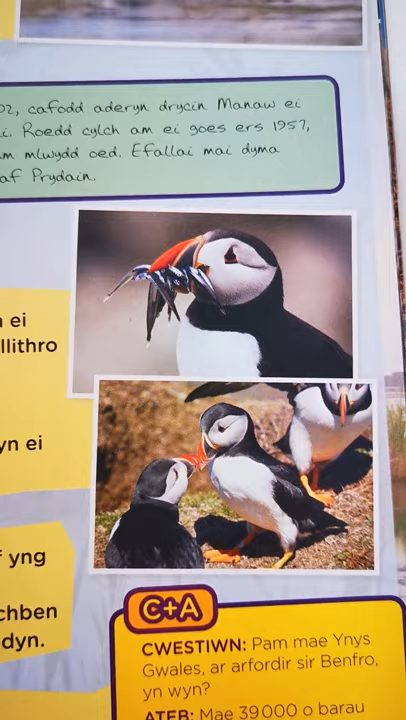 02, cafodd aderyn drycin Manaw ei
i. Roedd cylch am ei goes ers 1957,
m mlwydd oed. Efallai mai dyma
af Prydain.
ei
llithro
yn ei
f yng
chben
dyn.
C+A
CWESTIWN: Pam mae Ynys
Gwales, ar arfordir sir Benfro,
yn wyn?
ATEB: Mae 39 000 o barau